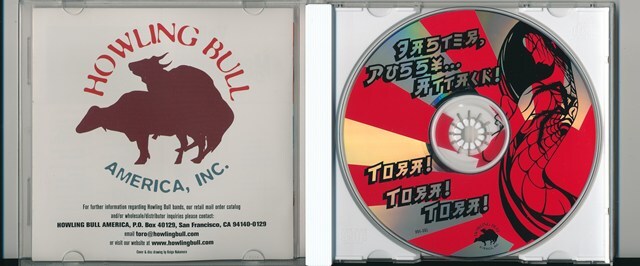 HOWLING BULL
AMERICA, INC.
For further information regarding Howling Bull bands, our retail mail order catalog
and/or wholesale/distributor inquiries please contact:
HOWLING BULL AMERICA, P.O. Box 40129, San Francisco, CA 94140-0129
email toro@howlingbull.com
or visit our website at www.howlingbull.com
FASTER,
PUSSY...
ATTACK!
TORA!
TORA!
TORA!